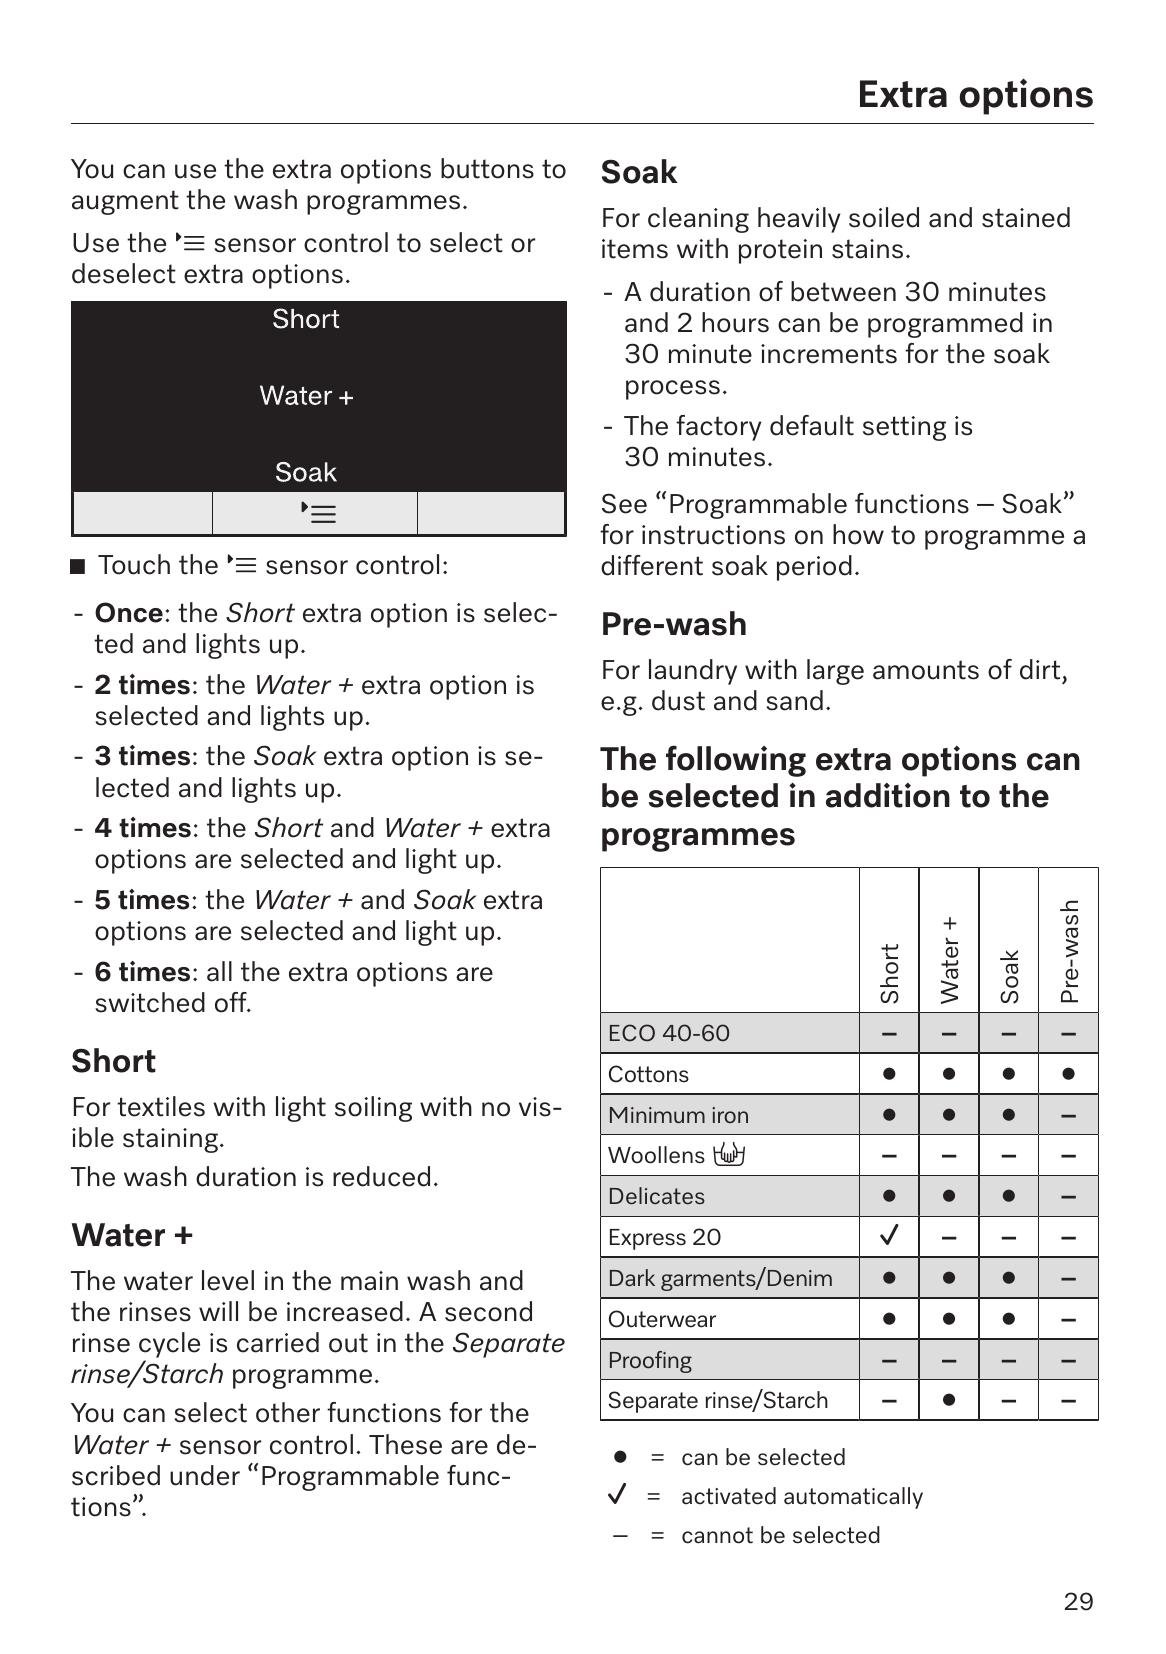 Extra options
You can use the extra options buttons to
augment the wash programmes.
Use the sensor control to select or
deselect extra options.
Short
Water +
Soak
■ Touch the sensor control:
- Once: the Short extra option is selec-
ted and lights up.
- 2 times: the Water + extra option is
selected and lights up.
- 3 times: the Soak extra option is se-
lected and lights up.
- 4 times: the Short and Water + extra
options are selected and light up.
- 5 times: the Water + and Soak extra
options are selected and light up.
- 6 times: all the extra options are
switched off.
Short
For textiles with light soiling with no vis-
ible staining.
The wash duration is reduced.
Water +
The water level in the main wash and
the rinses will be increased. A second
rinse cycle is carried out in the Separate
rinse/Starch programme.
You can select other functions for the
Water + sensor control. These are de-
scribed under “Programmable func-
tions”.
Soak
For cleaning heavily soiled and stained
items with protein stains.
- A duration of between 30 minutes
and 2 hours can be programmed in
30 minute increments for the soak
process.
- The factory default setting is
30 minutes.
See “Programmable functions – Soak”
for instructions on how to programme a
different soak period.
Pre-wash
For laundry with large amounts of dirt,
e.g. dust and sand.
The following extra options can
be selected in addition to the
programmes
Short Water + Soak Pre-wash
ECO 40-60 – – – –
Cottons ● ● ● ●
Minimum iron ● ● ● –
Woollens – – – –
Delicates ● ● ● –
Express 20 ✓ – – –
Dark garments/Denim ● ● ● –
Outerwear ● ● ● –
Proofing – – – –
Separate rinse/Starch – ● – –
● = can be selected
✓ = activated automatically
– = cannot be selected
29